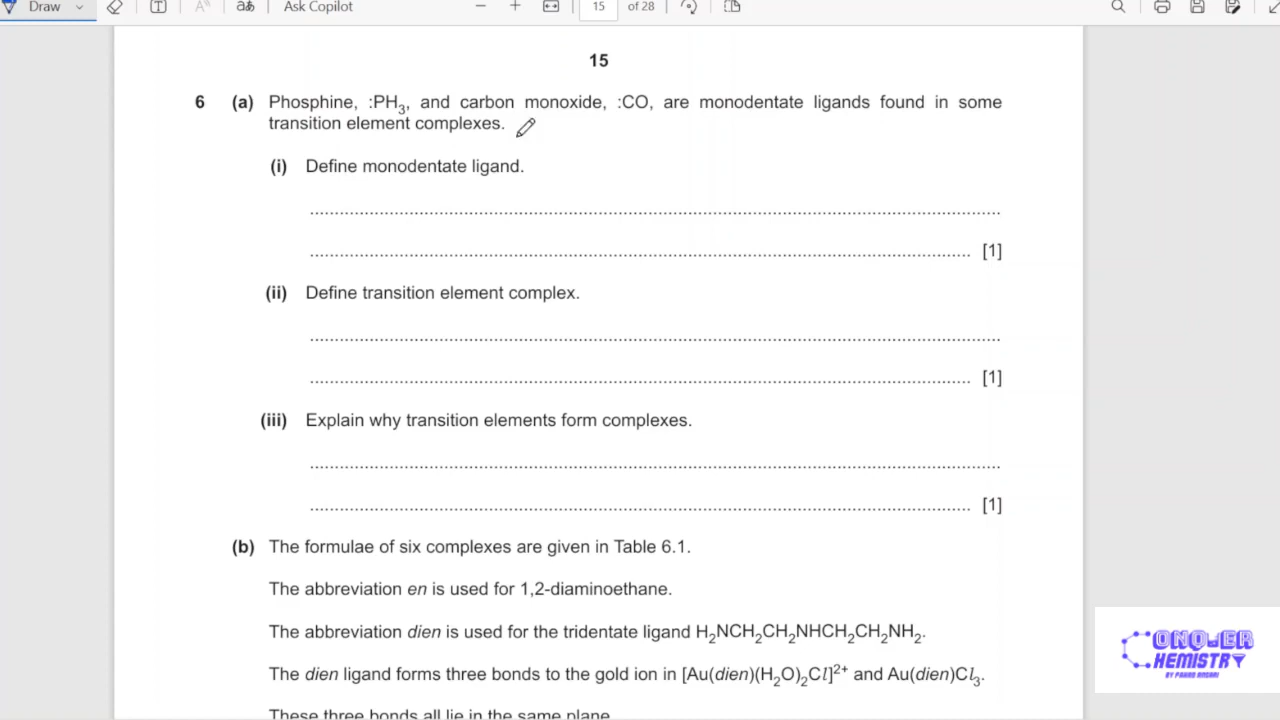 Draw
Ask Copilot
15 of 28
15
6 (a) Phosphine, :PH₃, and carbon monoxide, :CO, are monodentate ligands found in some
transition element complexes.
(i) Define monodentate ligand.
[1]
(ii) Define transition element complex.
[1]
(iii) Explain why transition elements form complexes.
[1]
(b) The formulae of six complexes are given in Table 6.1.
The abbreviation en is used for 1,2-diaminoethane.
The abbreviation dien is used for the tridentate ligand H₂NCH₂CH₂NHCH₂CH₂NH₂.
The dien ligand forms three bonds to the gold ion in [Au(dien)(H₂O)₂Cl]²⁺ and Au(dien)Cl₃.
These three bonds all lie in the same plane
CONQUER
CHEMISTRY
BY FAHAD ANSARI